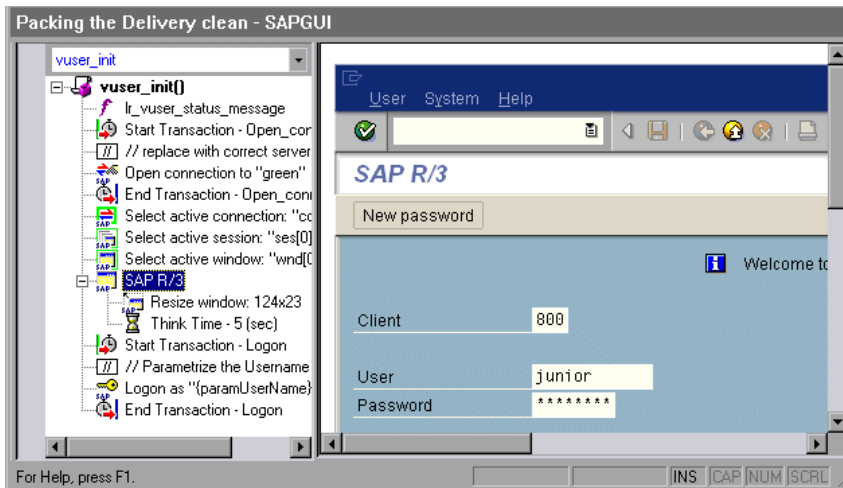 Packing the Delivery clean - SAPGUI
vuser_init
vuser_init()
lr_vuser_status_message
Start Transaction - Open_cor
// replace with correct server
Open connection to "green"
End Transaction - Open_con
Select active connection: "cc
Select active session: "ses[0]
Select active window: "wnd[0
SAP R/3
Resize window: 124x23
Think Time - 5 (sec)
Start Transaction - Logon
// Parametrize the Username
Logon as "{paramUserName}
End Transaction - Logon
User System Help
SAP R/3
New password
Welcome to
Client 800
User junior
Password ********
For Help, press F1.
INS CAP NUM SCRL